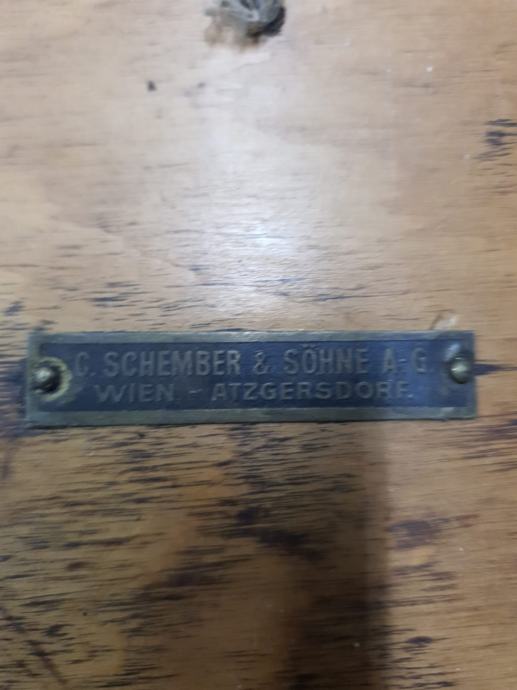 C. SCHEMBER & SÖHNE A-G
WIEN - ATZGERSDORF.